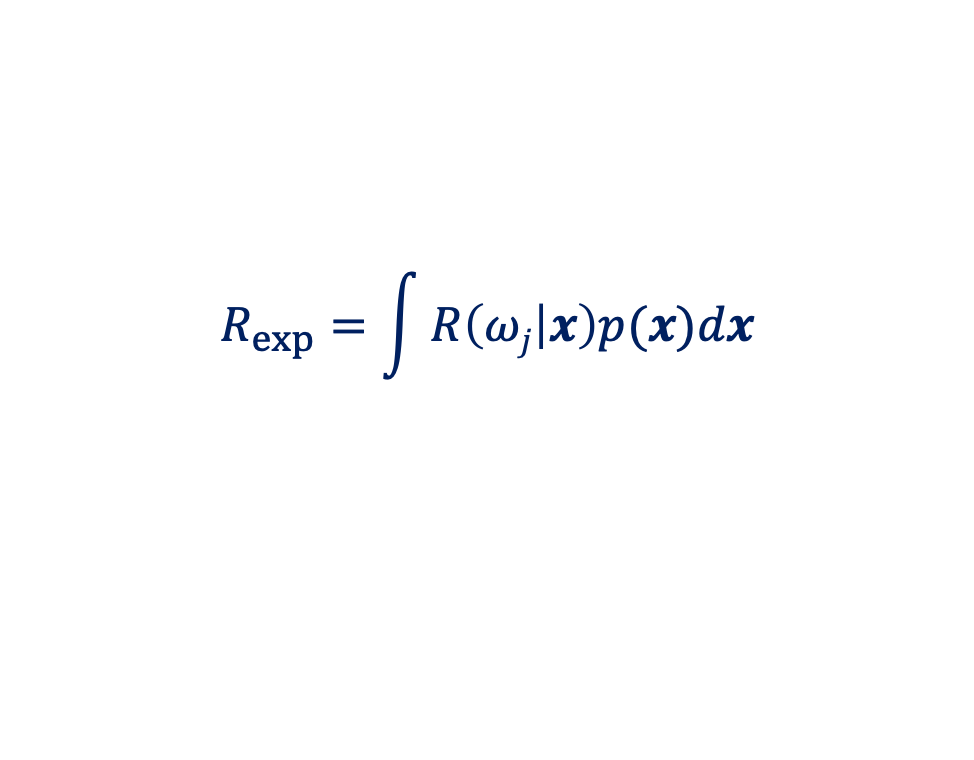 R_exp = ∫ R(ω_j|𝒙)p(𝒙)d𝒙